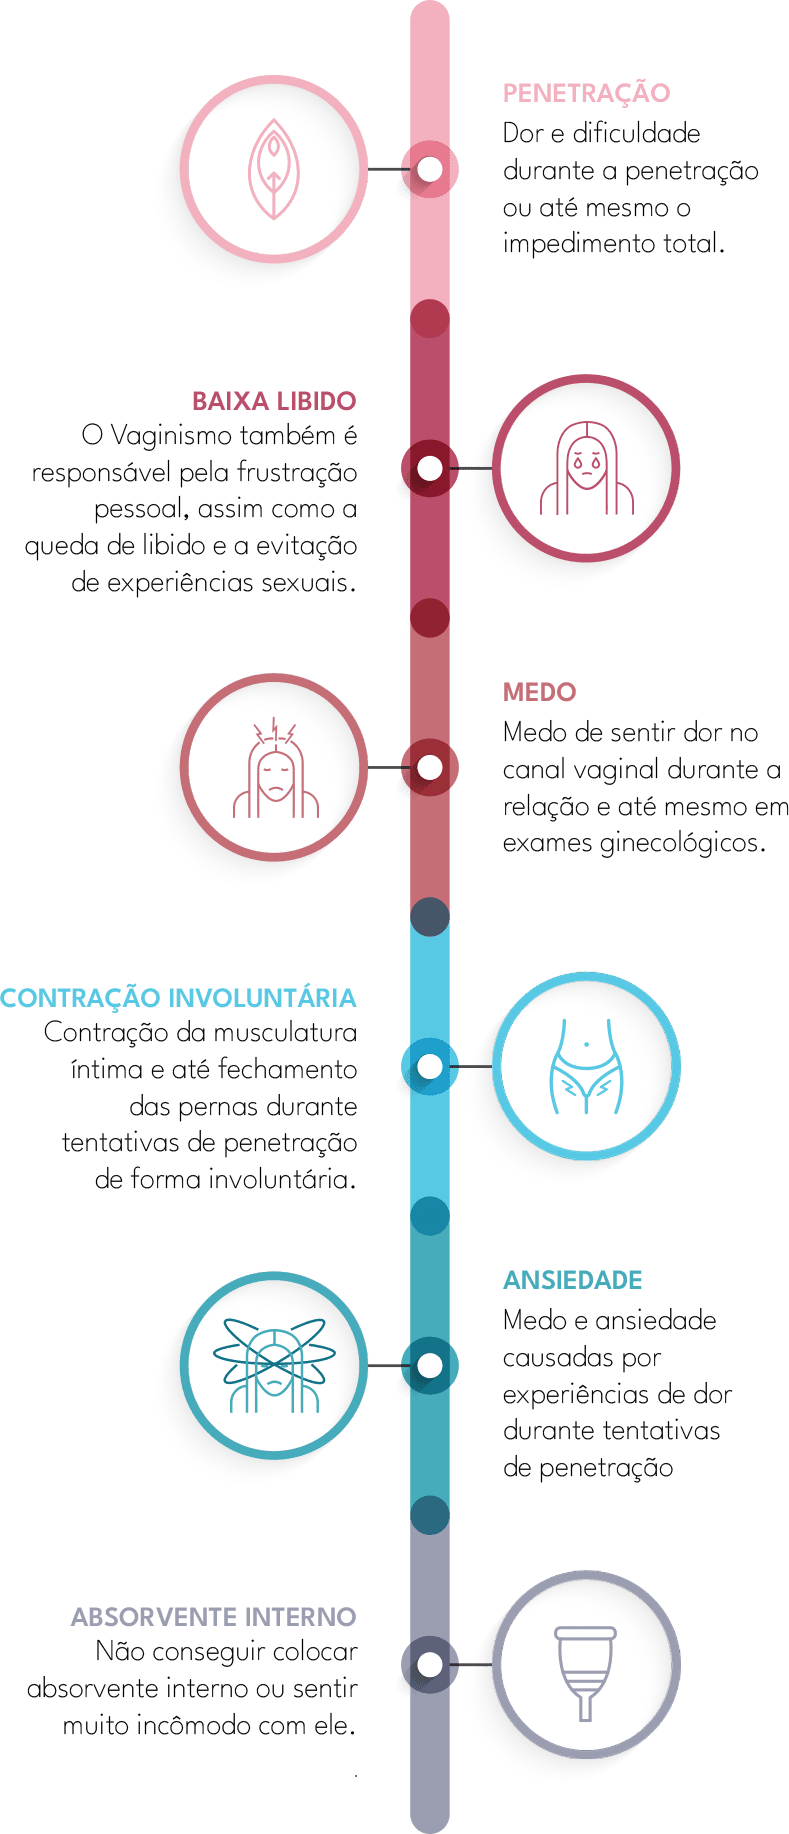 PENETRAÇÃO
Dor e dificuldade
durante a penetração
ou até mesmo o
impedimento total.
BAIXA LIBIDO
O Vaginismo também é
responsável pela frustração
pessoal, assim como a
queda de libido e a evitação
de experiências sexuais.
MEDO
Medo de sentir dor no
canal vaginal durante a
relação e até mesmo em
exames ginecológicos.
CONTRAÇÃO INVOLUNTÁRIA
Contração da musculatura
íntima e até fechamento
das pernas durante
tentativas de penetração
de forma involuntária.
ANSIEDADE
Medo e ansiedade
causadas por
experiências de dor
durante tentativas
de penetração
ABSORVENTE INTERNO
Não conseguir colocar
absorvente interno ou sentir
muito incômodo com ele.
.